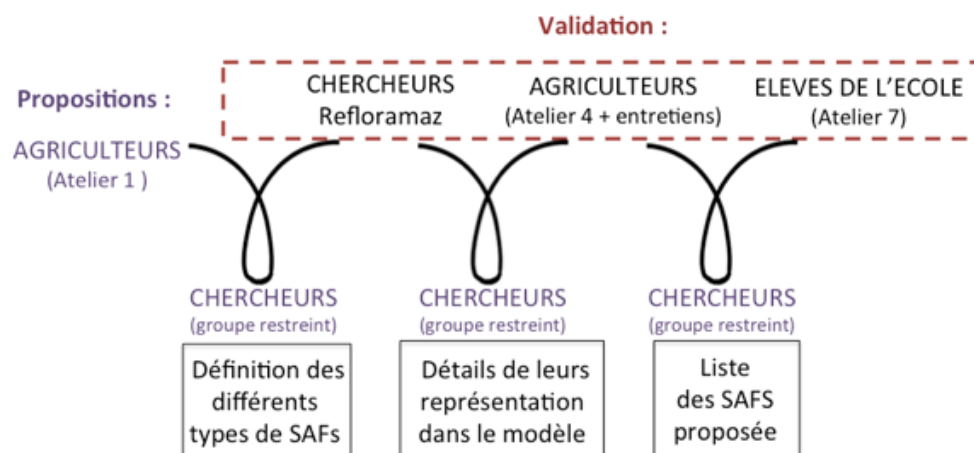 Validation :
Propositions :
AGRICULTEURS
(Atelier 1 )
CHERCHEURS
Refloramaz
AGRICULTEURS
(Atelier 4 + entretiens)
ELEVES DE L'ECOLE
(Atelier 7)
CHERCHEURS
(groupe restreint)
Définition des
différents
types de SAFs
CHERCHEURS
(groupe restreint)
Détails de leurs
représentation
dans le modèle
CHERCHEURS
(groupe restreint)
Liste
des SAFS
proposée